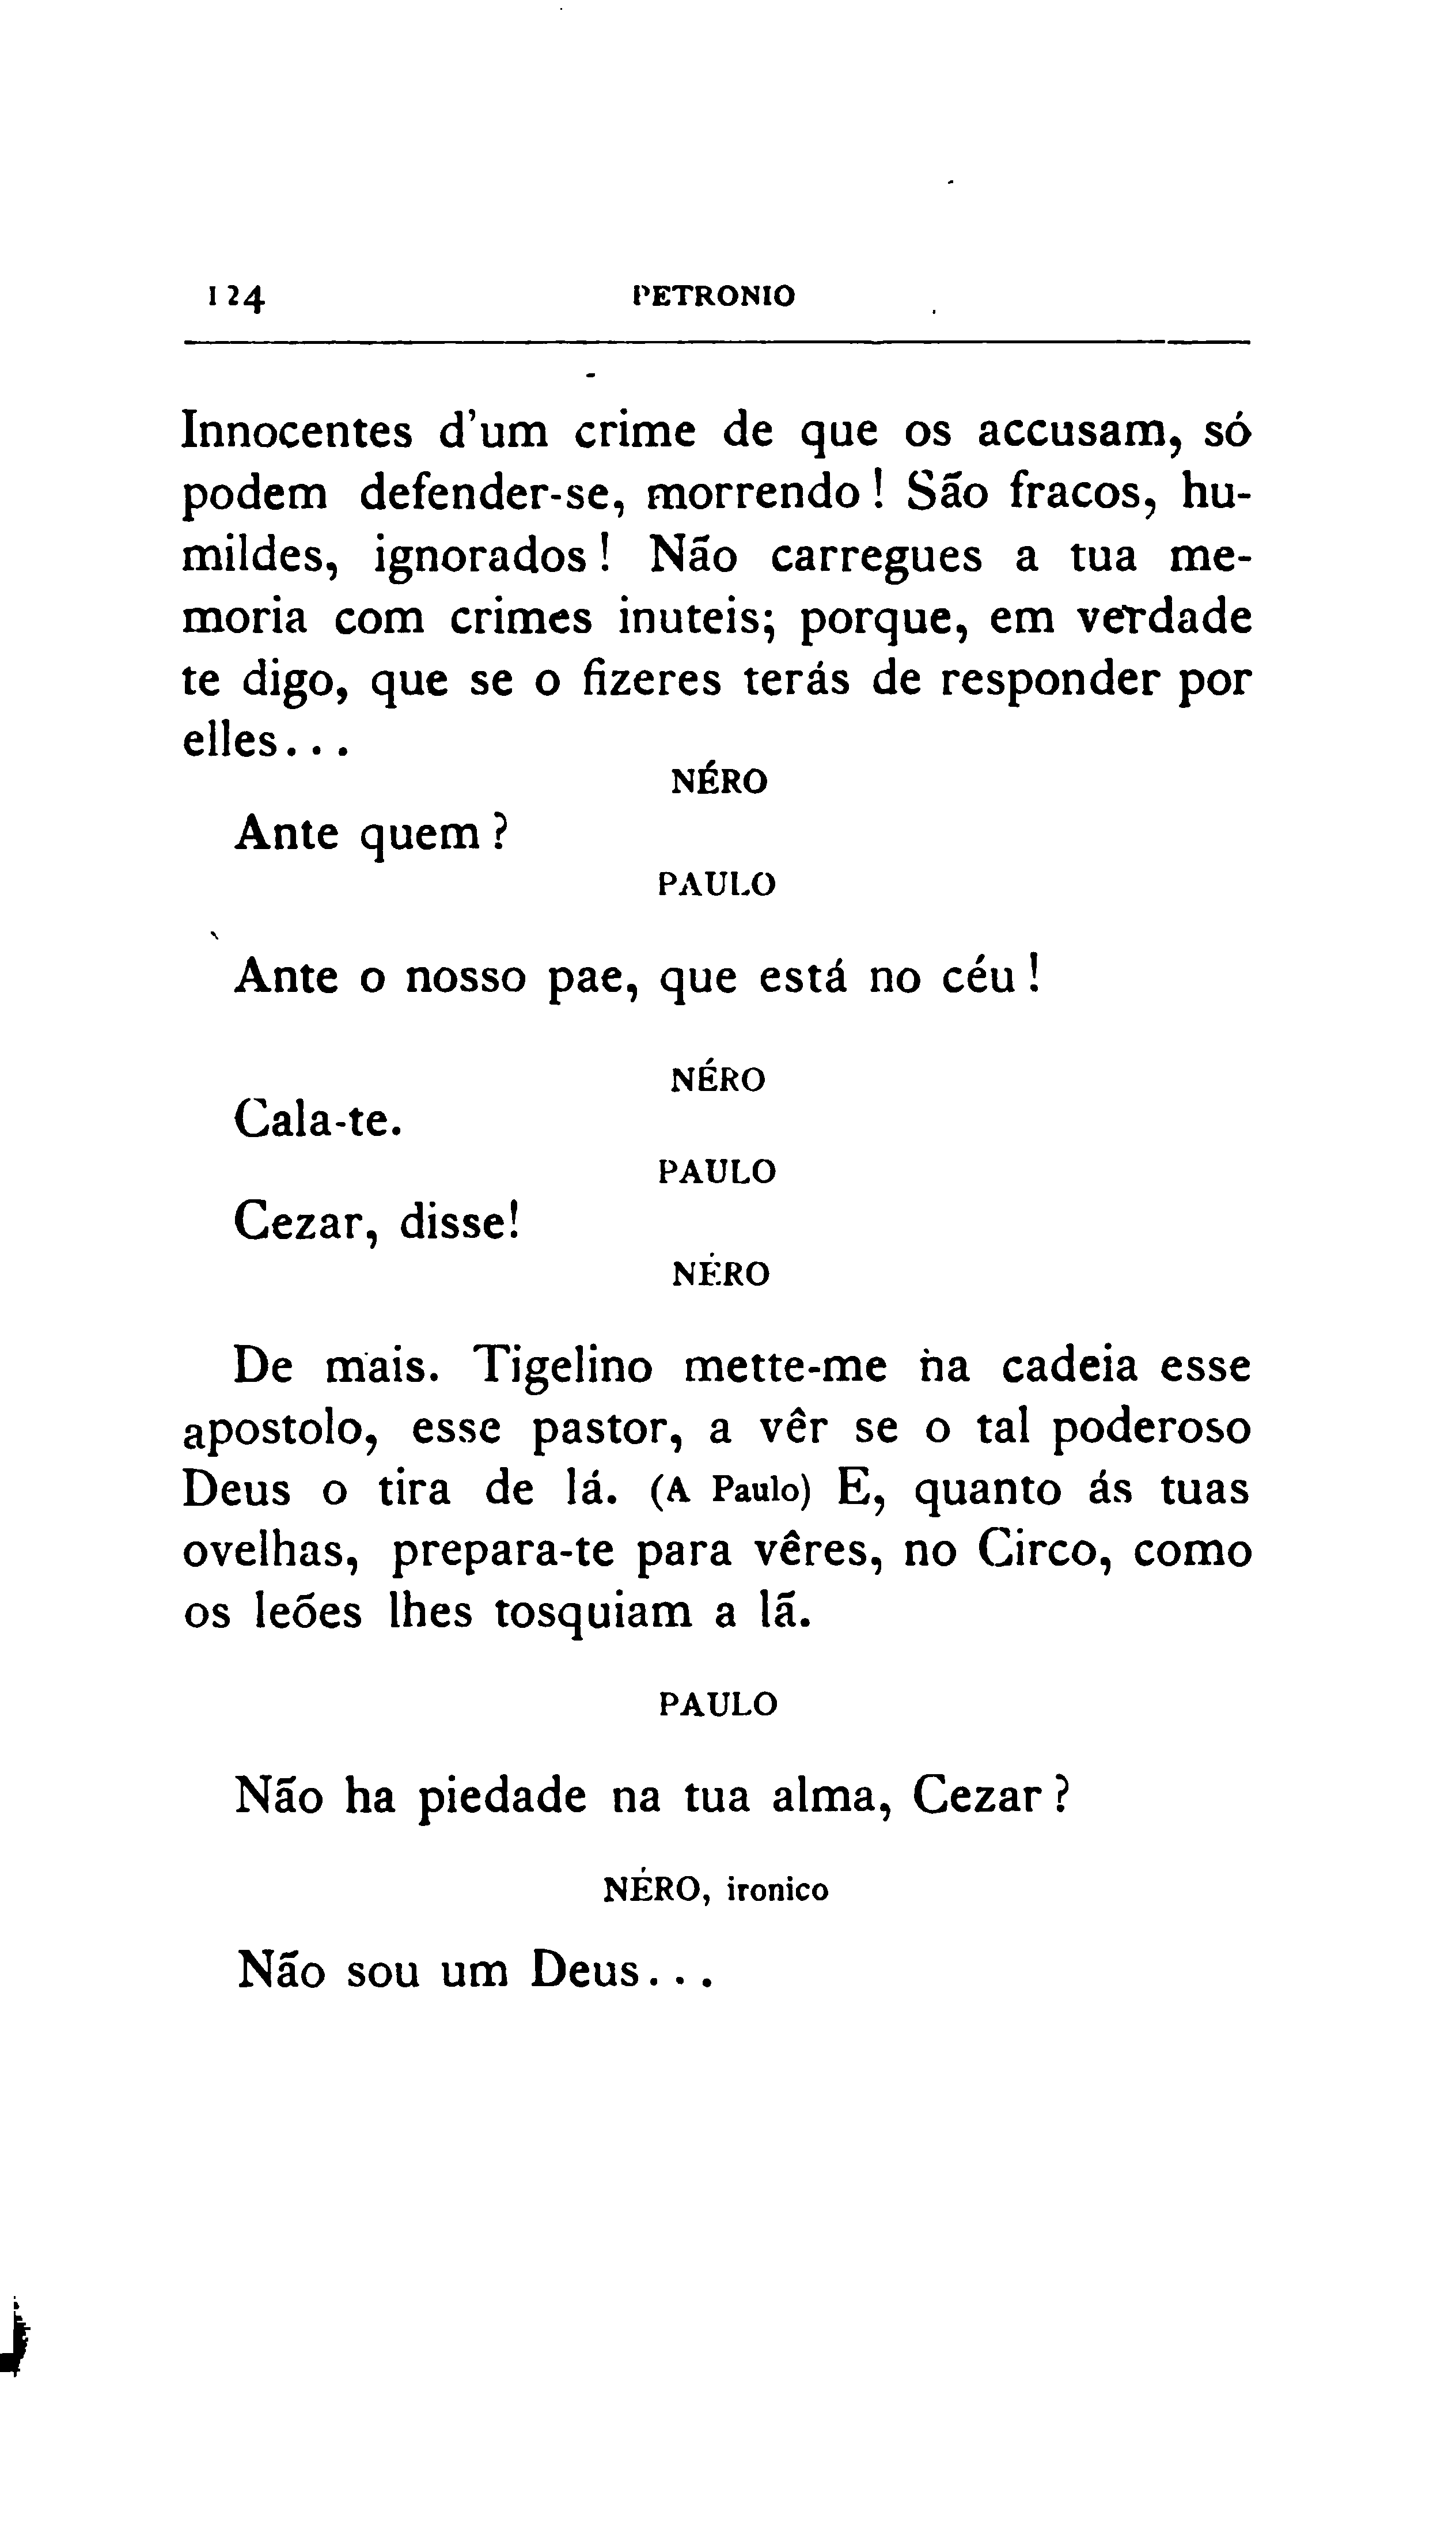 124 PETRONIO
Innocentes d'um crime de que os accusam, só
podem defender-se, morrendo! São fracos, hu-
mildes, ignorados! Não carregues a tua me-
moria com crimes inuteis; porque, em verdade
te digo, que se o fizeres terás de responder por
elles...
NÉRO
Ante quem?
PAULO
Ante o nosso pae, que está no céu!
NÉRO
Cala-te.
PAULO
Cezar, disse!
NÉRO
De mais. Tigelino mette-me na cadeia esse
apostolo, esse pastor, a vêr se o tal poderoso
Deus o tira de lá. (A Paulo) E, quanto ás tuas
ovelhas, prepara-te para vêres, no Circo, como
os leões lhes tosquiam a lã.
PAULO
Não ha piedade na tua alma, Cezar?
NÉRO, ironico
Não sou um Deus...